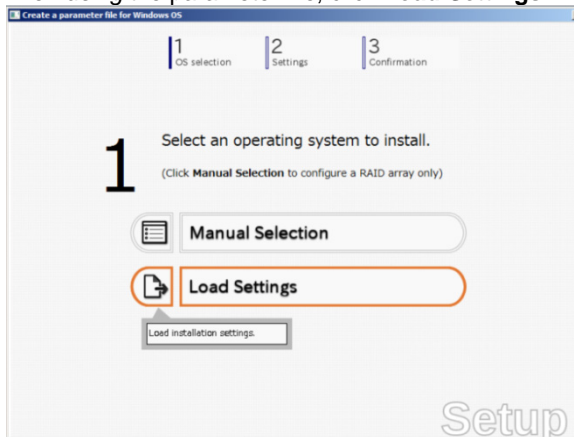 Create a parameter file for Windows OS
1
OS selection
2
Settings
3
Confirmation
1
Select an operating system to install.
(Click Manual Selection to configure a RAID array only)
Manual Selection
Load Settings
Load installation settings.
Setup